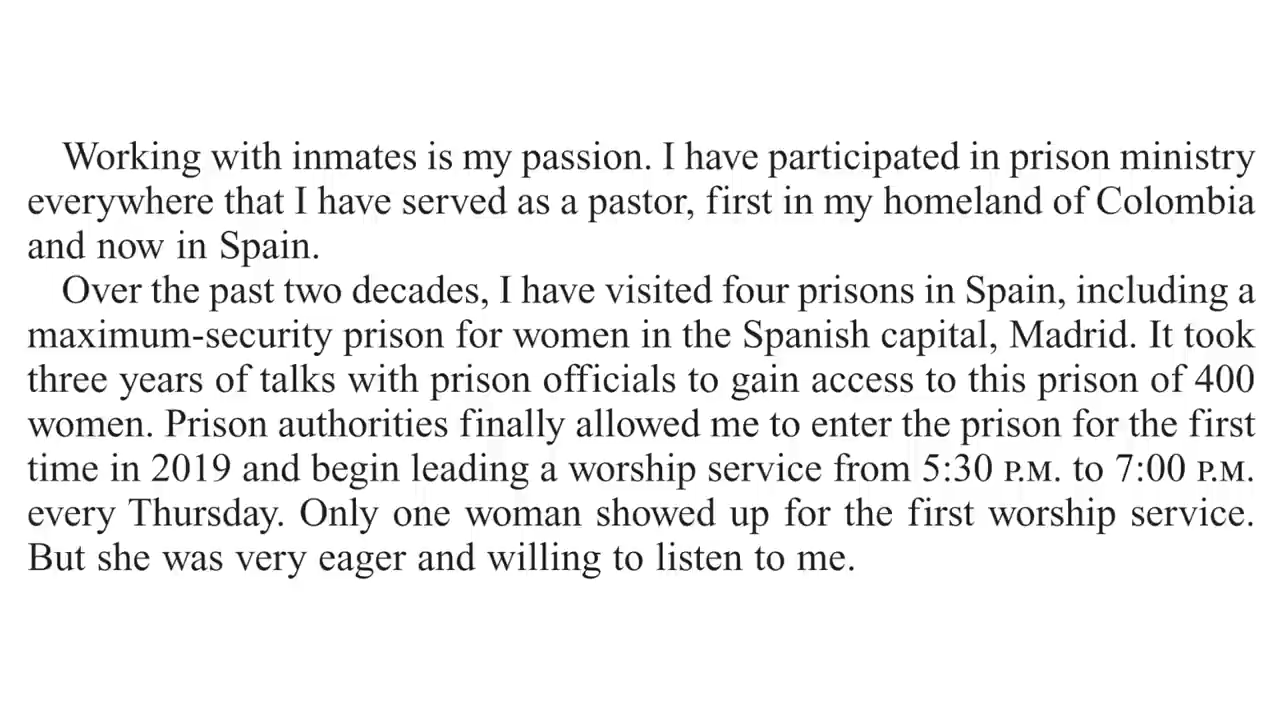 Working with inmates is my passion. I have participated in prison ministry
everywhere that I have served as a pastor, first in my homeland of Colombia
and now in Spain.
Over the past two decades, I have visited four prisons in Spain, including a
maximum-security prison for women in the Spanish capital, Madrid. It took
three years of talks with prison officials to gain access to this prison of 400
women. Prison authorities finally allowed me to enter the prison for the first
time in 2019 and begin leading a worship service from 5:30 P.M. to 7:00 P.M.
every Thursday. Only one woman showed up for the first worship service.
But she was very eager and willing to listen to me.